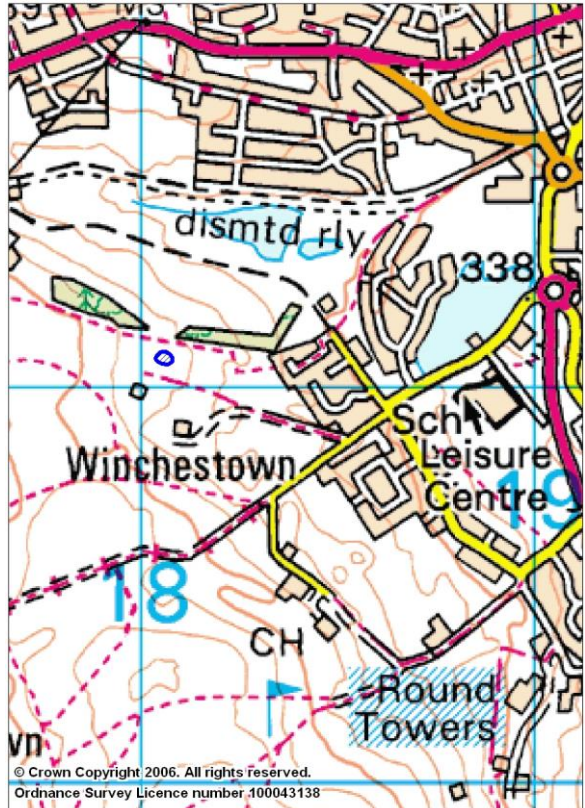 dismtd rly
338
Sch
Leisure
Centre
19
Winchestown
18
CH
Round
Towers
wn
© Crown Copyright 2006. All rights reserved.
Ordnance Survey Licence number 100043138